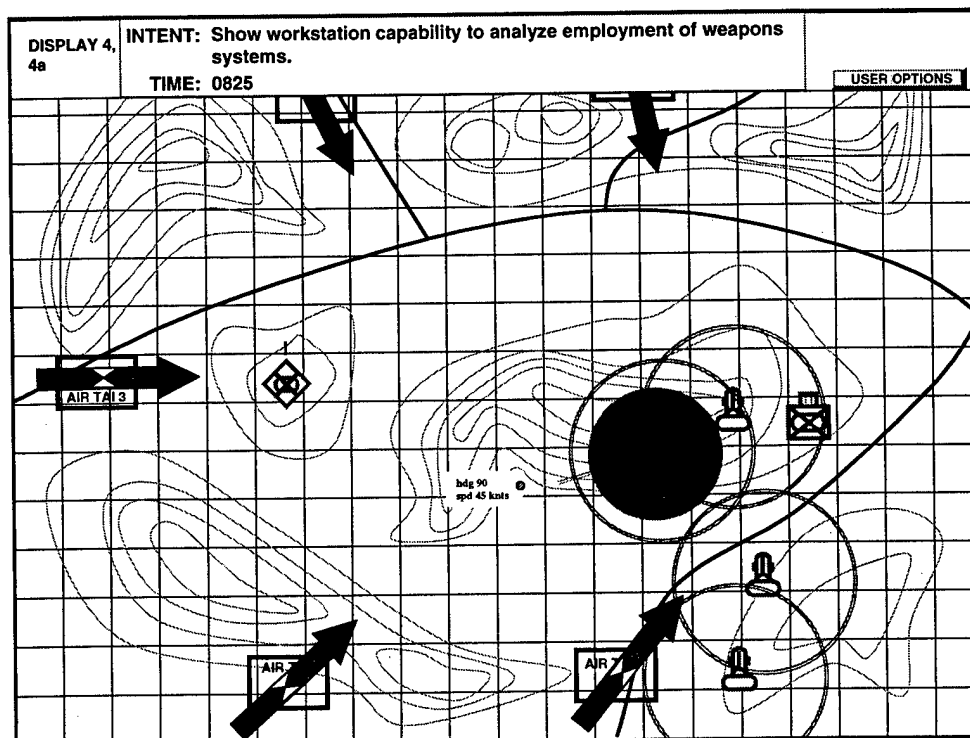 DISPLAY 4,
4a
INTENT: Show workstation capability to analyze employment of weapons
systems.
TIME: 0825
USER OPTIONS
AIR TAI 3
hdg 90
spd 45 knts
AIR
AIR